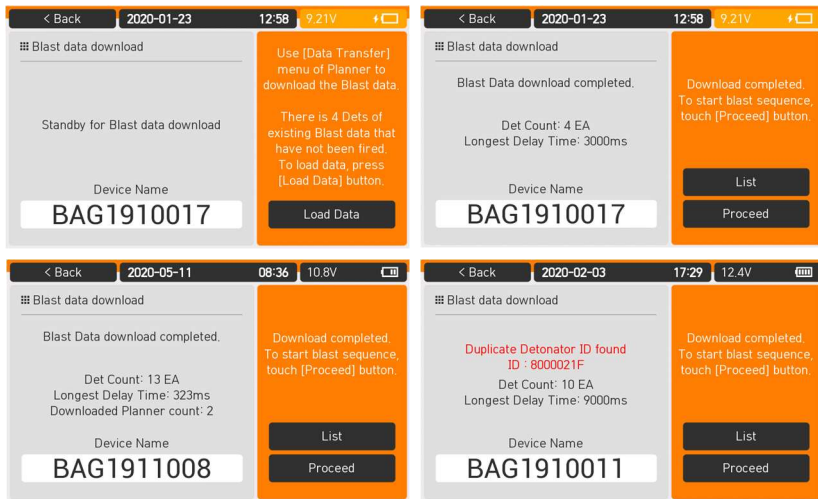 < Back 2020-01-23 12:58 9.21V
Blast data download
Standby for Blast data download
Device Name
BAG1910017
Use [Data Transfer]
menu of Planner to
download the Blast data.
There is 4 Dets of
existing Blast data that
have not been fired.
To load data, press
[Load Data] button.
Load Data
< Back 2020-01-23 12:58 9.21V
Blast data download
Blast Data download completed.
Det Count: 4 EA
Longest Delay Time: 3000ms
Device Name
BAG1910017
Download completed.
To start blast sequence,
touch [Proceed] button.
List
Proceed
< Back 2020-05-11 08:36 10.8V
Blast data download
Blast Data download completed.
Det Count: 13 EA
Longest Delay Time: 323ms
Downloaded Planner count: 2
Device Name
BAG1911008
Download completed.
To start blast sequence,
touch [Proceed] button.
List
Proceed
< Back 2020-02-03 17:29 12.4V
Blast data download
Duplicate Detonator ID found
ID : 8000021F
Det Count: 10 EA
Longest Delay Time: 9000ms
Device Name
BAG1910011
Download completed.
To start blast sequence,
touch [Proceed] button.
List
Proceed